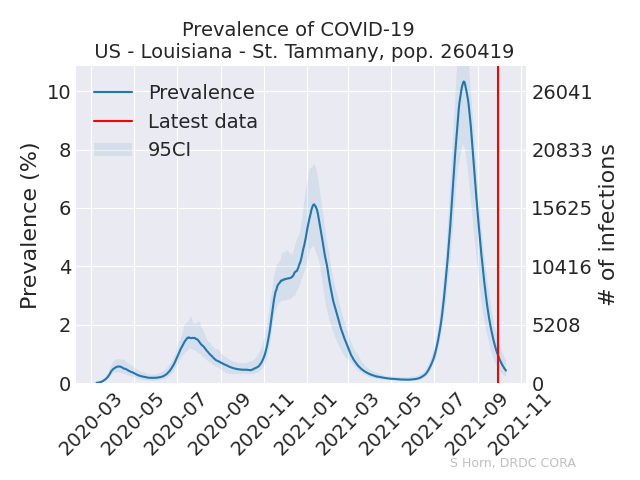 Prevalence of COVID-19
US - Louisiana - St. Tammany, pop. 260419
Prevalence
Latest data
95CI
Prevalence (%)
10
8
6
4
2
0
26041
20833
15625
10416
5208
0
# of infections
2020-03
2020-05
2020-07
2020-09
2020-11
2021-01
2021-03
2021-05
2021-07
2021-09
2021-11
S Horn, DRDC CORA